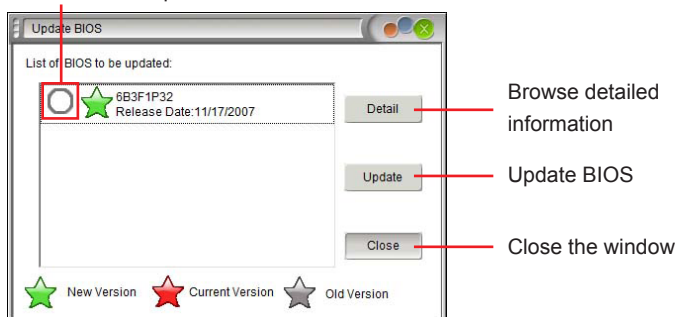 Update BIOS
List of BIOS to be updated:
6B3F1P32
Release Date:11/17/2007
Detail
Browse detailed
information
Update
Update BIOS
Close
Close the window
New Version
Current Version
Old Version